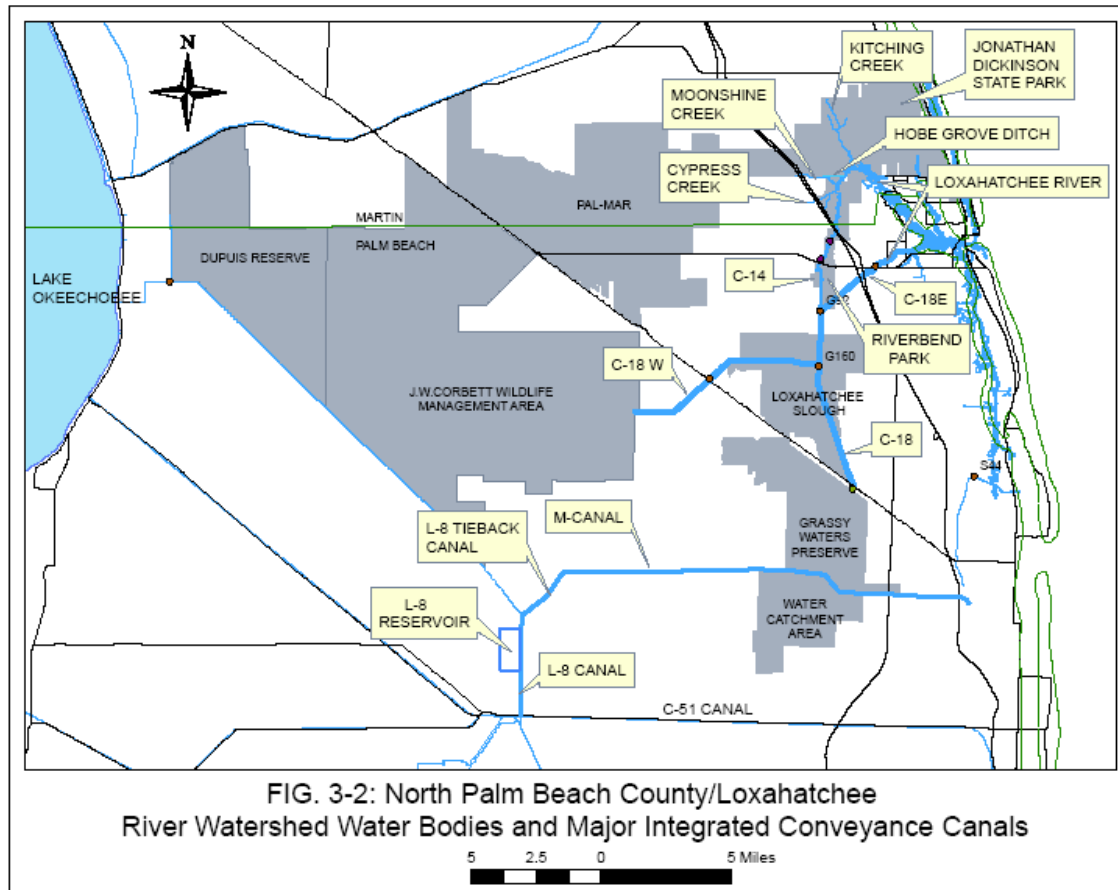 N
KITCHING
CREEK
JONATHAN
DICKINSON
STATE PARK
MOONSHINE
CREEK
HOBE GROVE DITCH
CYPRESS
CREEK
LOXAHATCHEE RIVER
PAL-MAR
MARTIN
PALM BEACH
DUPUIS RESERVE
LAKE
OKEECHOBEE
C-14
C-18E
G92
RIVERBEND
PARK
G160
C-18 W
J.W.CORBETT WILDLIFE
MANAGEMENT AREA
LOXAHATCHEE
SLOUGH
C-18
S44
L-8 TIEBACK
CANAL
M-CANAL
GRASSY
WATERS
PRESERVE
L-8
RESERVOIR
WATER
CATCHMENT
AREA
L-8 CANAL
C-51 CANAL
FIG. 3-2: North Palm Beach County/Loxahatchee
River Watershed Water Bodies and Major Integrated Conveyance Canals
5 2.5 0 5 Miles